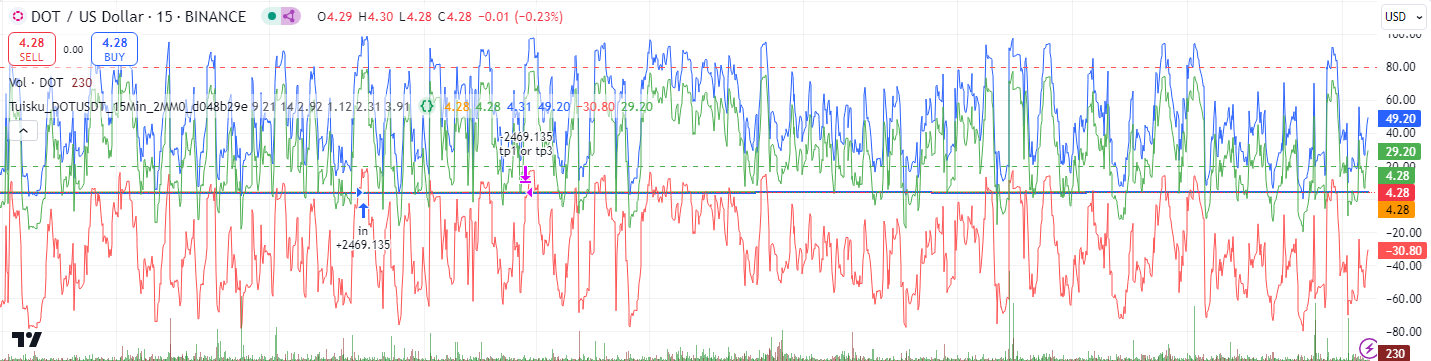 DOT / US Dollar · 15 · BINANCE O4.29 H4.30 L4.28 C4.28 −0.01 (−0.23%)
USD
4.28 SELL
0.00
4.28 BUY
Vol · DOT 230
Tuisku_DOTUSDT_15Min_2MM0_d048b29e 9 21 14 2.92 1.12 2.31 3.91 {} 4.28 4.28 4.31 49.20 −30.80 29.20
-2469.135
tp1 or tp3
in
+2469.135
100.00
80.00
60.00
49.20
40.00
29.20
20.00
4.28
4.28
4.28
−20.00
−30.80
−40.00
−60.00
−80.00
230